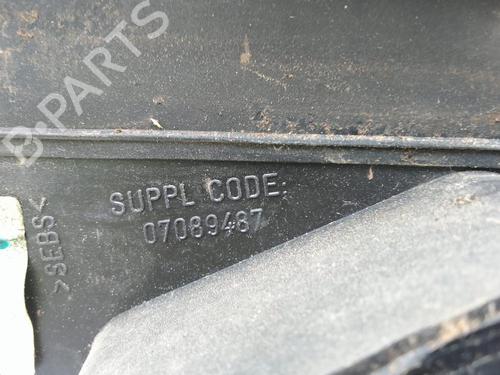 SUPPL CODE:
07089487
>SEBS<
B-PARTS